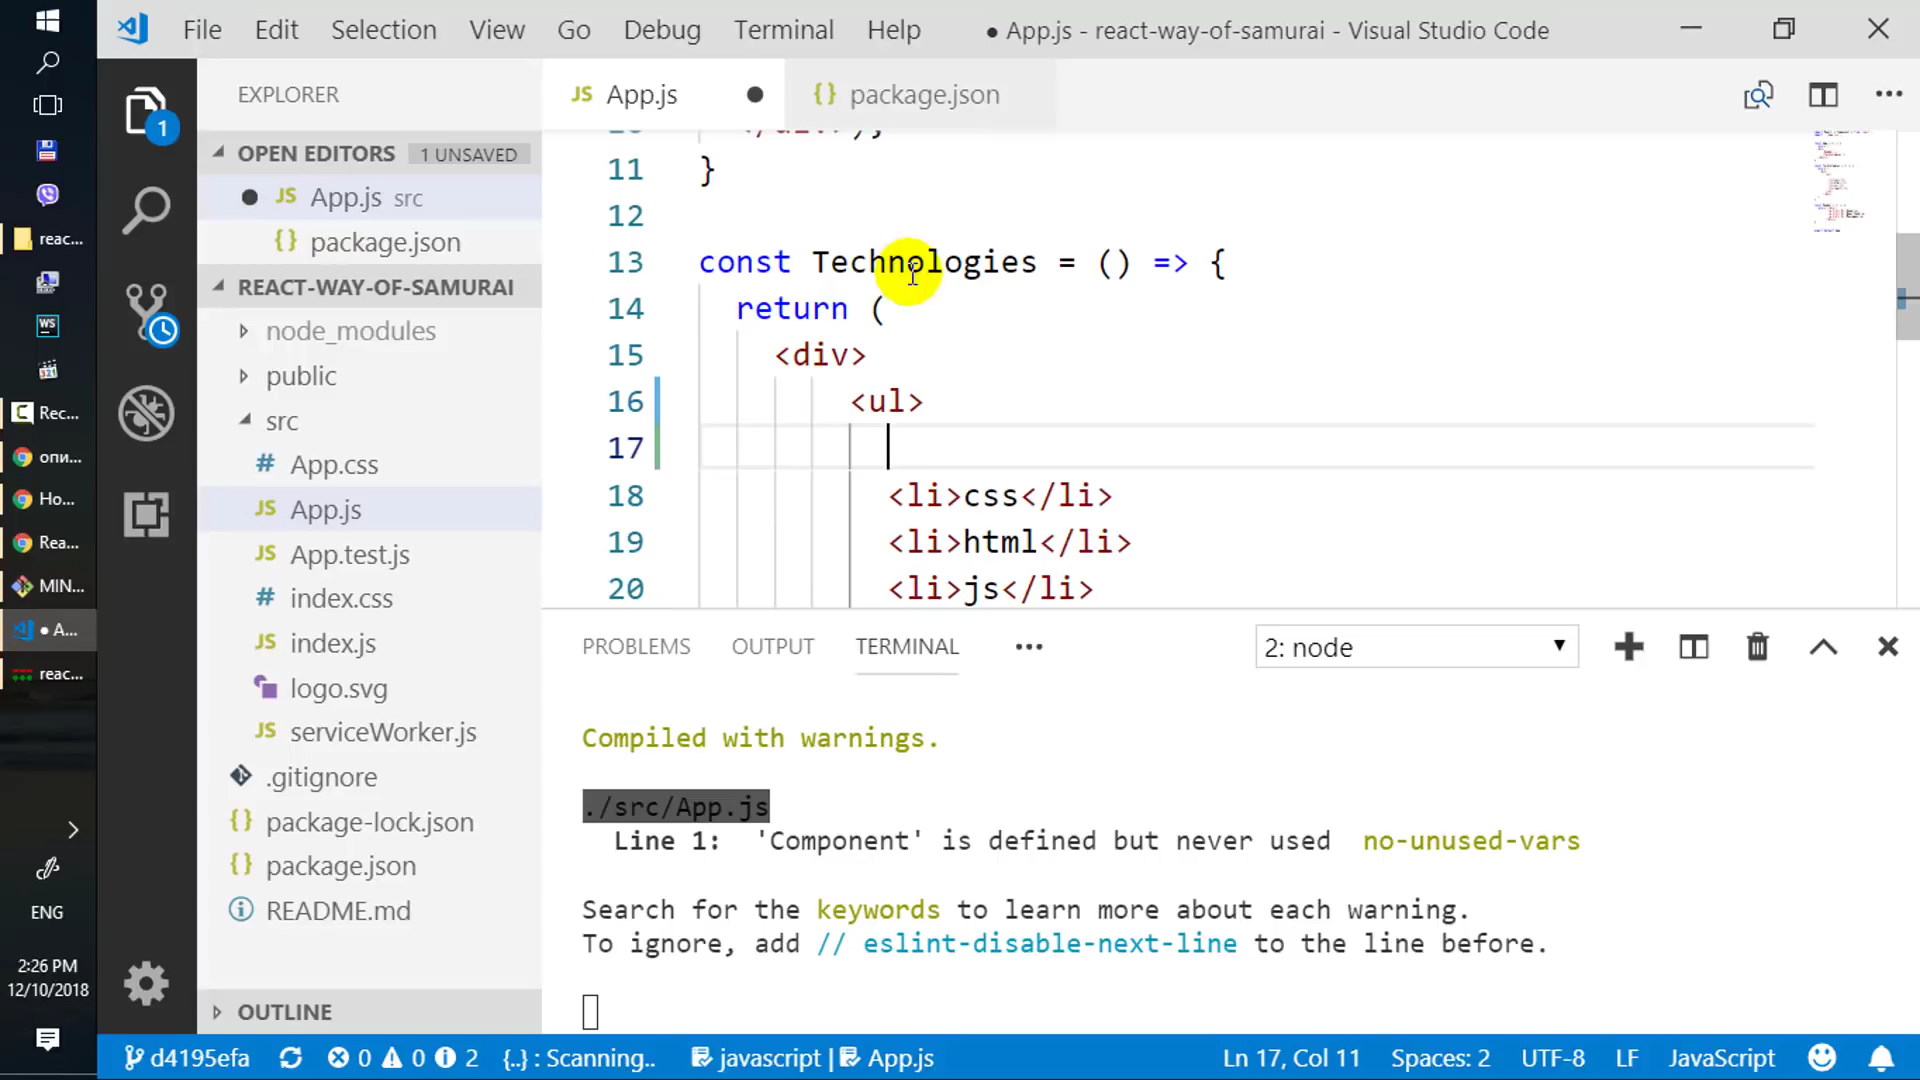 File Edit Selection View Go Debug Terminal Help ● App.js - react-way-of-samurai - Visual Studio Code
EXPLORER
JS App.js ● {} package.json
OPEN EDITORS 1 UNSAVED
● JS App.js src
{} package.json
REACT-WAY-OF-SAMURAI
node_modules
public
src
# App.css
JS App.js
JS App.test.js
# index.css
JS index.js
logo.svg
JS serviceWorker.js
.gitignore
{} package-lock.json
{} package.json
README.md
OUTLINE
11 }
12
13 const Technologies = () => {
14 return (
15 <div>
16 <ul>
17
18 <li>css</li>
19 <li>html</li>
20 <li>js</li>
PROBLEMS OUTPUT TERMINAL ••• 2: node
Compiled with warnings.
./src/App.js
Line 1: 'Component' is defined but never used no-unused-vars
Search for the keywords to learn more about each warning.
To ignore, add // eslint-disable-next-line to the line before.
d4195efa 0 0 2 {..} : Scanning.. javascript | App.js Ln 17, Col 11 Spaces: 2 UTF-8 LF JavaScript
1
reac...
WS
Rec...
опи...
Но...
Rea...
MIN...
● A...
reac...
ENG
2:26 PM
12/10/2018